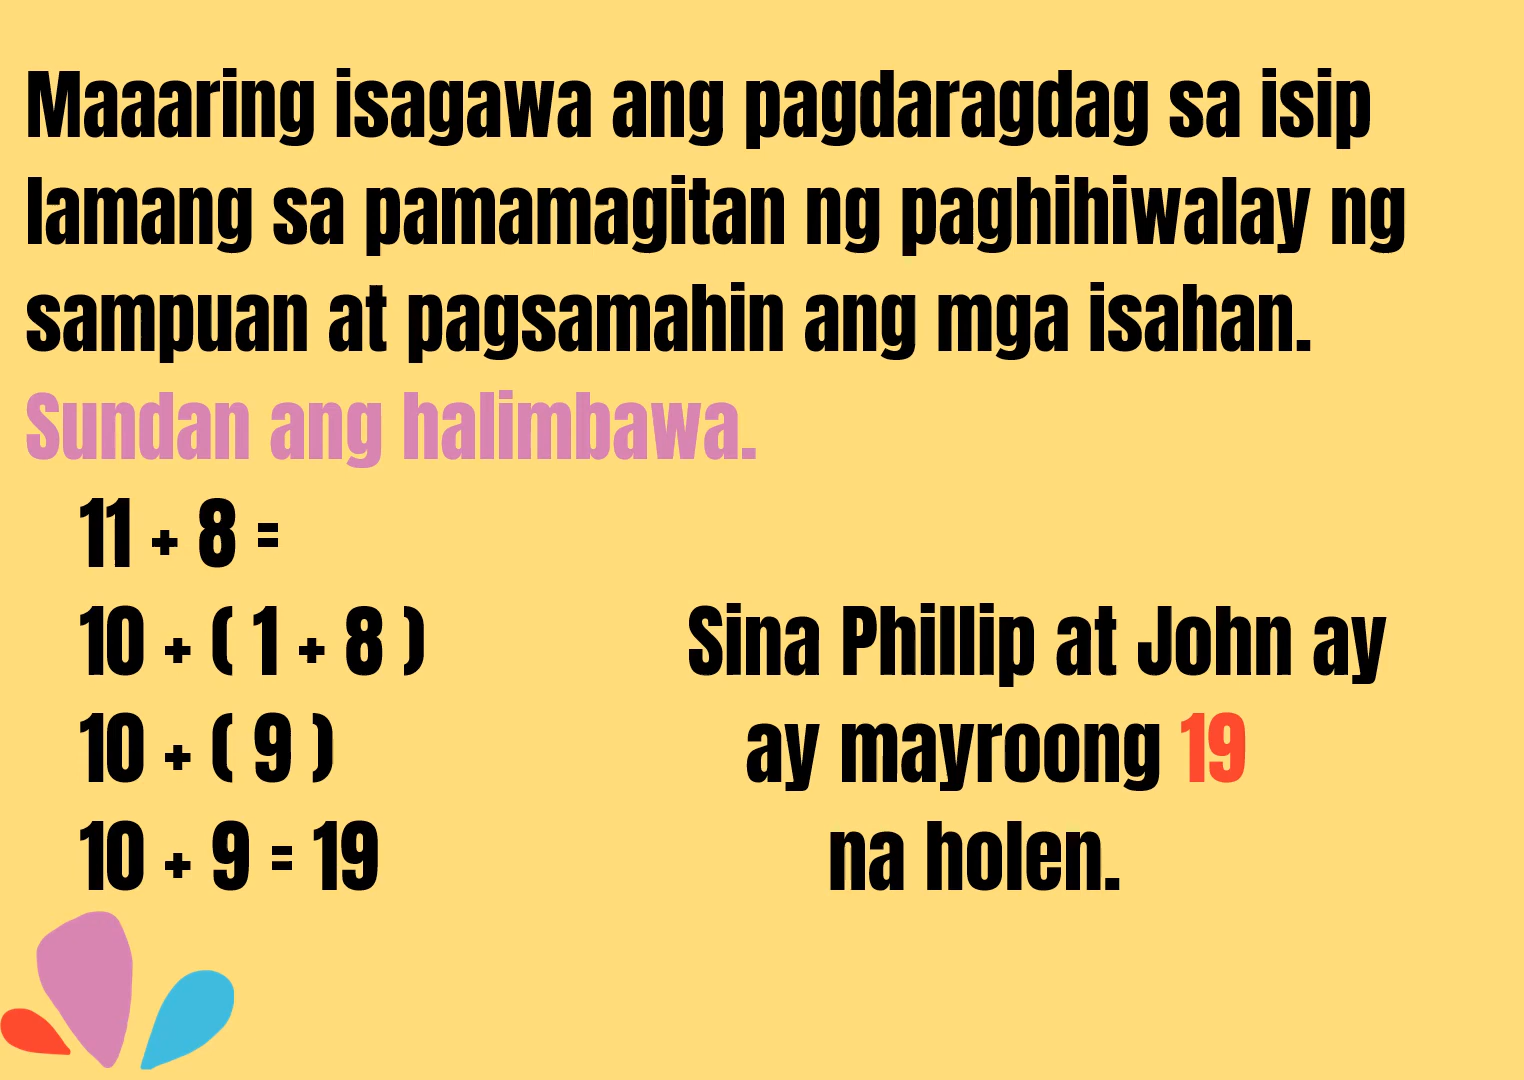 Maaaring isagawa ang pagdaragdag sa isip
lamang sa pamamagitan ng paghihiwalay ng
sampuan at pagsamahin ang mga isahan.
Sundan ang halimbawa.
11 + 8 =
10 + ( 1 + 8 )
10 + ( 9 )
10 + 9 = 19
Sina Phillip at John ay
ay mayroong 19
na holen.